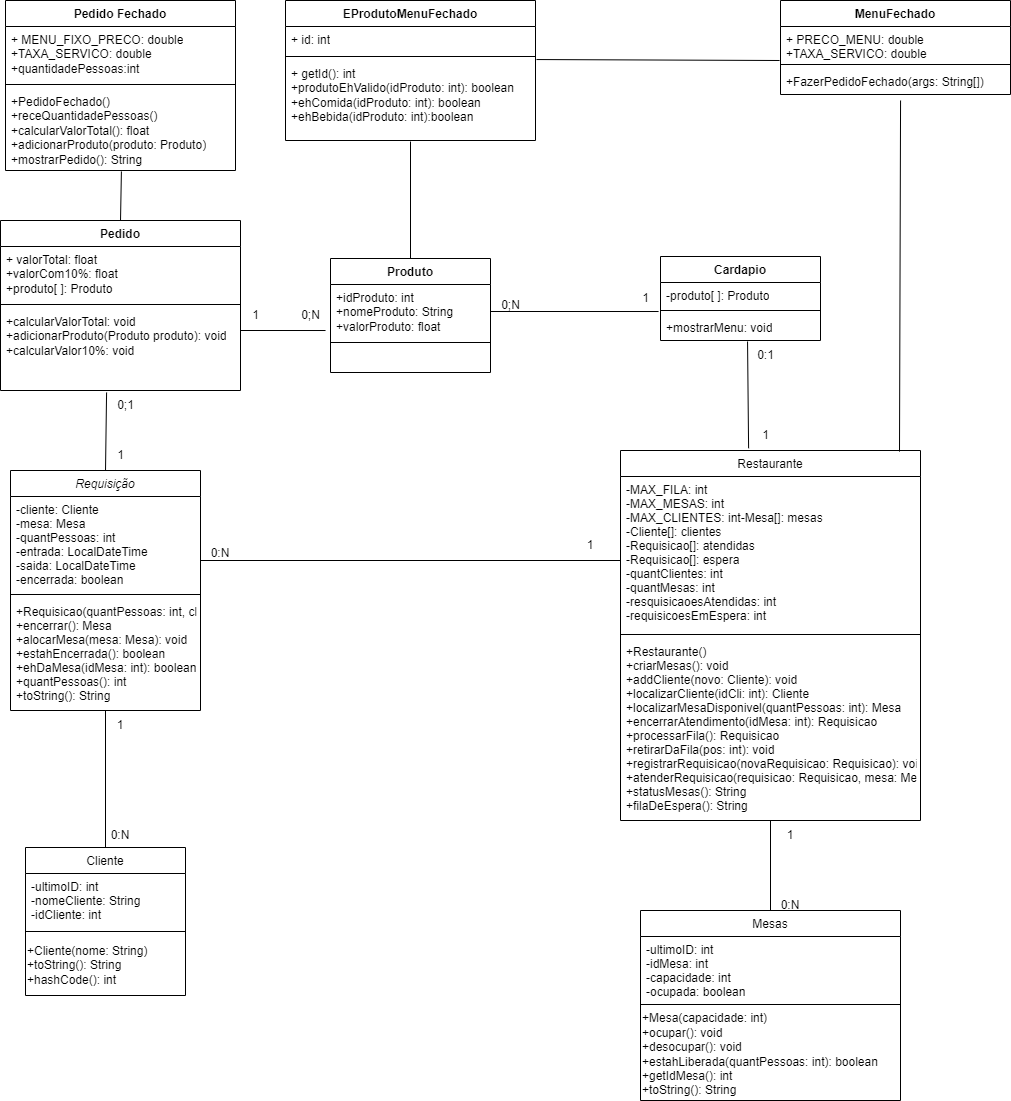 Pedido Fechado
+ MENU_FIXO_PRECO: double
+TAXA_SERVICO: double
+quantidadePessoas:int
+PedidoFechado()
+receQuantidadePessoas()
+calcularValorTotal(): float
+adicionarProduto(produto: Produto)
+mostrarPedido(): String
EProdutoMenuFechado
+ id: int
+ getId(): int
+produtoEhValido(idProduto: int): boolean
+ehComida(idProduto: int): boolean
+ehBebida(idProduto: int):boolean
MenuFechado
+ PRECO_MENU: double
+TAXA_SERVICO: double
+FazerPedidoFechado(args: String[])
Pedido
+ valorTotal: float
+valorCom10%: float
+produto[ ]: Produto
+calcularValorTotal: void
+adicionarProduto(Produto produto): void
+calcularValor10%: void
1
0;N
Produto
+idProduto: int
+nomeProduto: String
+valorProduto: float
0;N
1
Cardapio
-produto[ ]: Produto
+mostrarMenu: void
0:1
1
0;1
1
Requisição
-cliente: Cliente
-mesa: Mesa
-quantPessoas: int
-entrada: LocalDateTime
-saida: LocalDateTime
-encerrada: boolean
+Requisicao(quantPessoas: int, cl
+encerrar(): Mesa
+alocarMesa(mesa: Mesa): void
+estahEncerrada(): boolean
+ehDaMesa(idMesa: int): boolean
+quantPessoas(): int
+toString(): String
0:N
1
Restaurante
-MAX_FILA: int
-MAX_MESAS: int
-MAX_CLIENTES: int-Mesa[]: mesas
-Cliente[]: clientes
-Requisicao[]: atendidas
-Requisicao[]: espera
-quantClientes: int
-quantMesas: int
-resquisicaoesAtendidas: int
-requisicoesEmEspera: int
+Restaurante()
+criarMesas(): void
+addCliente(novo: Cliente): void
+localizarCliente(idCli: int): Cliente
+localizarMesaDisponivel(quantPessoas: int): Mesa
+encerrarAtendimento(idMesa: int): Requisicao
+processarFila(): Requisicao
+retirarDaFila(pos: int): void
+registrarRequisicao(novaRequisicao: Requisicao): voi
+atenderRequisicao(requisicao: Requisicao, mesa: Me
+statusMesas(): String
+filaDeEspera(): String
1
0:N
Cliente
-ultimoID: int
-nomeCliente: String
-idCliente: int
+Cliente(nome: String)
+toString(): String
+hashCode(): int
1
0:N
Mesas
-ultimoID: int
-idMesa: int
-capacidade: int
-ocupada: boolean
+Mesa(capacidade: int)
+ocupar(): void
+desocupar(): void
+estahLiberada(quantPessoas: int): boolean
+getIdMesa(): int
+toString(): String